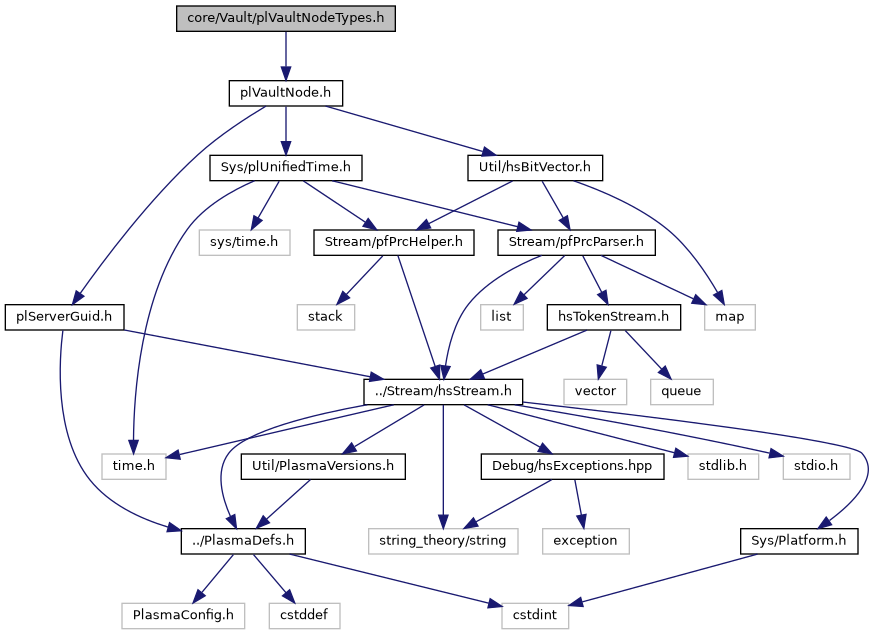 core/Vault/plVaultNodeTypes.h
plVaultNode.h
Sys/plUnifiedTime.h
Util/hsBitVector.h
sys/time.h
Stream/pfPrcHelper.h
Stream/pfPrcParser.h
plServerGuid.h
stack
list
hsTokenStream.h
map
../Stream/hsStream.h
vector
queue
time.h
Util/PlasmaVersions.h
Debug/hsExceptions.hpp
stdlib.h
stdio.h
../PlasmaDefs.h
string_theory/string
exception
Sys/Platform.h
PlasmaConfig.h
cstddef
cstdint